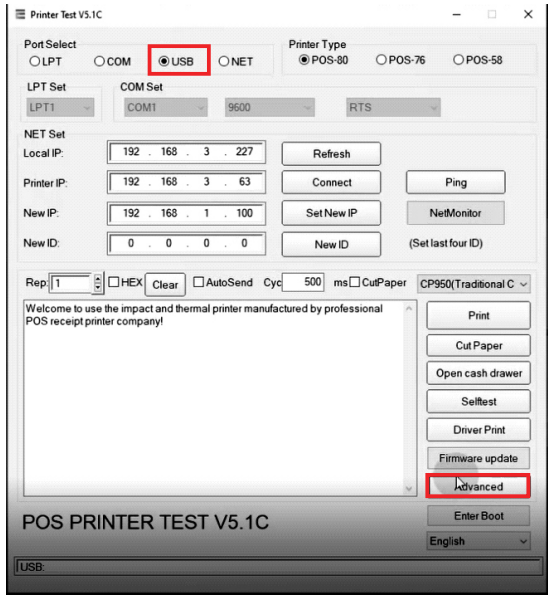 Printer Test V5.1C
Port Select
LPT COM USB NET
Printer Type
POS-80 POS-76 POS-58
LPT Set
LPT1
COM Set
COM1 9600 RTS
NET Set
Local IP: 192 . 168 . 3 . 227 Refresh
Printer IP: 192 . 168 . 3 . 63 Connect Ping
New IP: 192 . 168 . 1 . 100 Set New IP NetMonitor
New ID: 0 . 0 . 0 . 0 New ID (Set last four ID)
Rep: 1 HEX Clear AutoSend Cyc 500 ms CutPaper CP950(Traditional C
Welcome to use the impact and thermal printer manufactured by professional
POS receipt printer company!
Print
Cut Paper
Open cash drawer
Selftest
Driver Print
Firmware update
Advanced
Enter Boot
English
POS PRINTER TEST V5.1C
USB: